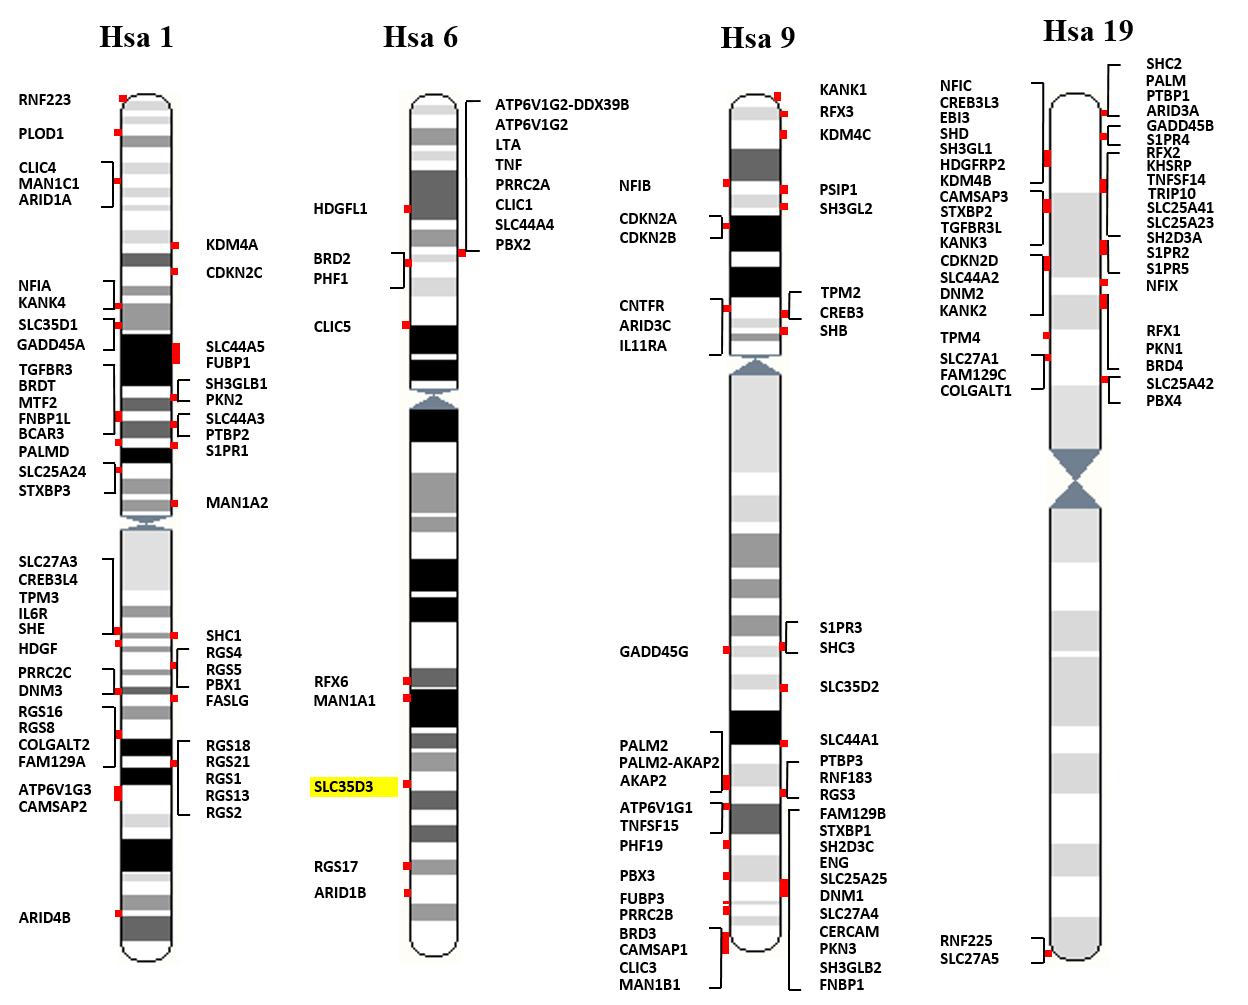 Hsa 1
RNF223
PLOD1
CLIC4
MAN1C1
ARID1A
KDM4A
CDKN2C
NFIA
KANK4
SLC35D1
GADD45A
SLC44A5
FUBP1
TGFBR3
BRDT
MTF2
FNBP1L
BCAR3
PALMD
SH3GLB1
PKN2
SLC44A3
PTBP2
S1PR1
SLC25A24
STXBP3
MAN1A2
SLC27A3
CREB3L4
TPM3
IL6R
SHE
HDGF
SHC1
RGS4
RGS5
PBX1
FASLG
PRRC2C
DNM3
RGS16
RGS8
COLGALT2
FAM129A
RGS18
RGS21
RGS1
RGS13
RGS2
ATP6V1G3
CAMSAP2
ARID4B
Hsa 6
ATP6V1G2-DDX39B
ATP6V1G2
LTA
TNF
PRRC2A
CLIC1
SLC44A4
PBX2
HDGFL1
BRD2
PHF1
CLIC5
RFX6
MAN1A1
SLC35D3
RGS17
ARID1B
Hsa 9
KANK1
RFX3
KDM4C
NFIB
PSIP1
SH3GL2
CDKN2A
CDKN2B
CNTFR
ARID3C
IL11RA
TPM2
CREB3
SHB
GADD45G
S1PR3
SHC3
SLC35D2
SLC44A1
PALM2
PALM2-AKAP2
AKAP2
PTBP3
RNF183
RGS3
ATP6V1G1
TNFSF15
PHF19
PBX3
FUBP3
PRRC2B
BRD3
CAMSAP1
CLIC3
MAN1B1
FAM129B
STXBP1
SH2D3C
ENG
SLC25A25
DNM1
SLC27A4
CERCAM
PKN3
SH3GLB2
FNBP1
Hsa 19
NFIC
CREB3L3
EBI3
SHD
SH3GL1
HDGFRP2
KDM4B
CAMSAP3
STXBP2
TGFBR3L
KANK3
CDKN2D
SLC44A2
DNM2
KANK2
TPM4
SLC27A1
FAM129C
COLGALT1
SHC2
PALM
PTBP1
ARID3A
GADD45B
S1PR4
RFX2
KHSRP
TNFSF14
TRIP10
SLC25A41
SLC25A23
SH2D3A
S1PR2
S1PR5
NFIX
RFX1
PKN1
BRD4
SLC25A42
PBX4
RNF225
SLC27A5